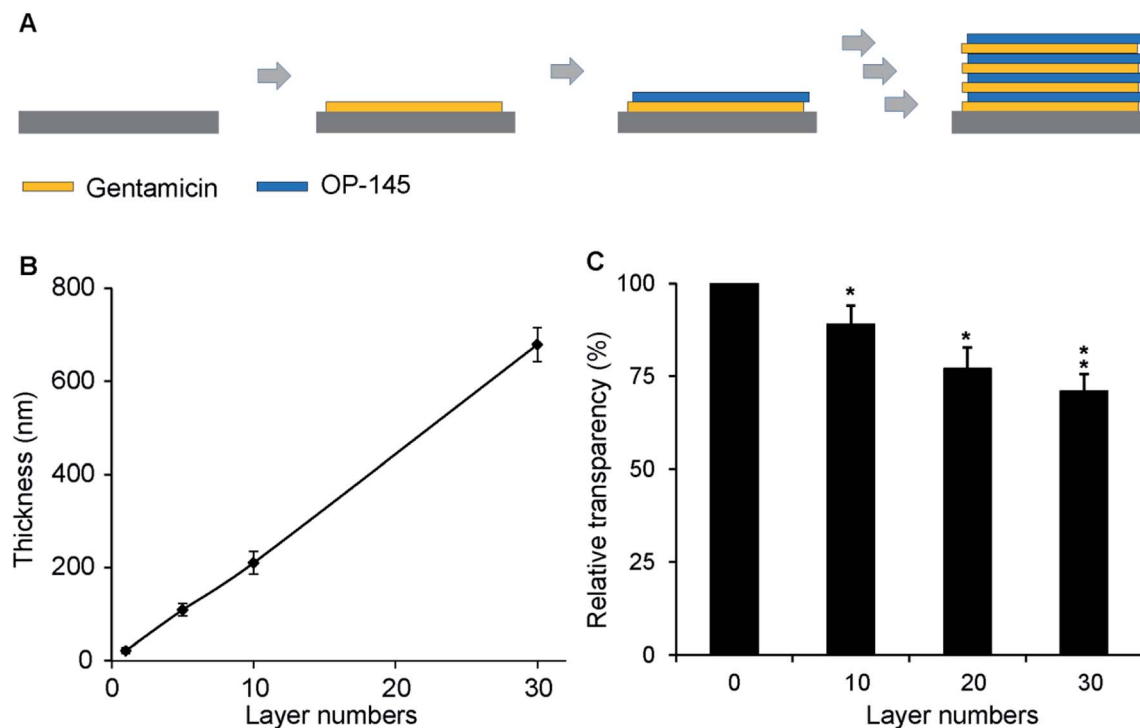 A
Gentamicin OP-145
B
800
600
400
200
0
Thickness (nm)
0 10 20 30
Layer numbers
C
100
75
50
25
0
Relative transparency (%)
*
*
*
*
0 10 20 30
Layer numbers